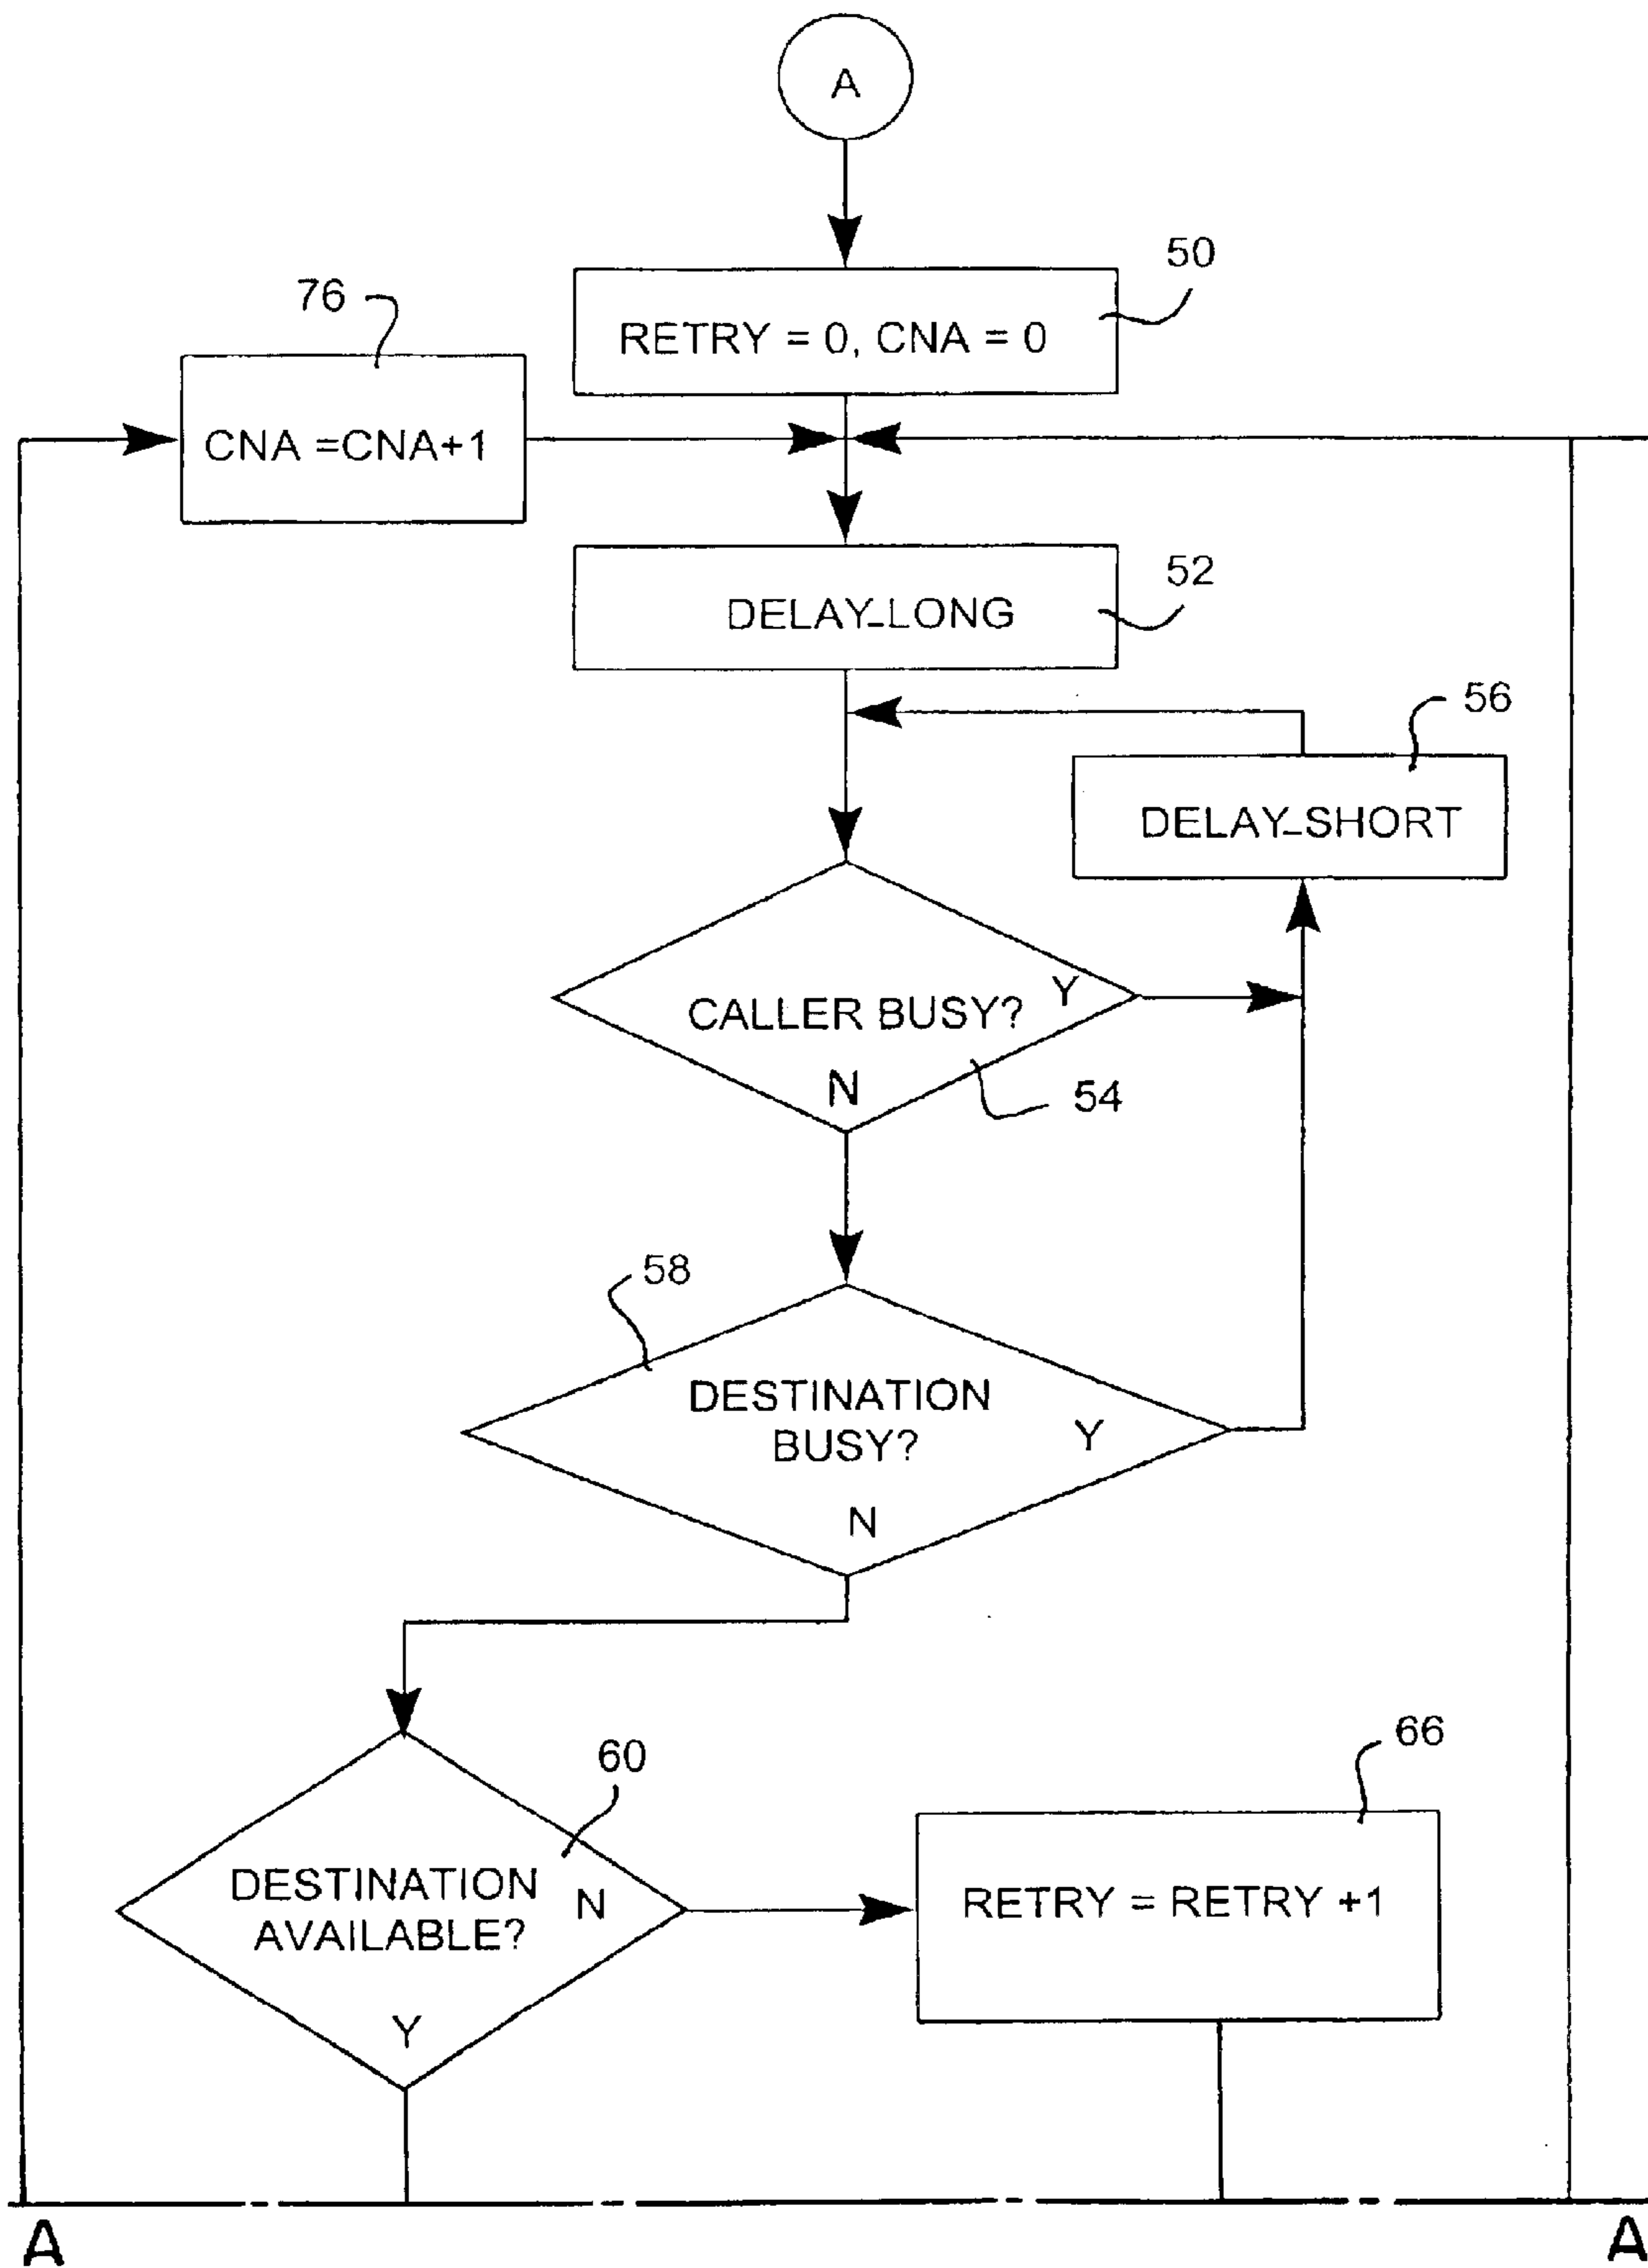 A
50
RETRY = 0, CNA = 0
76
CNA =CNA+1
52
DELAY_LONG
56
DELAY_SHORT
CALLER BUSY?
Y
N
54
58
DESTINATION
BUSY?
Y
N
60
DESTINATION
AVAILABLE?
N
Y
66
RETRY = RETRY +1
A
A